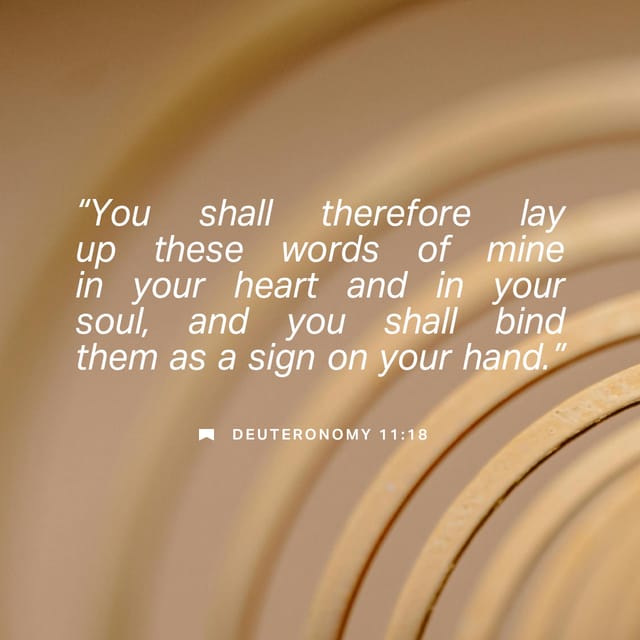 “You shall therefore lay
up these words of mine
in your heart and in your
soul, and you shall bind
them as a sign on your hand.”
DEUTERONOMY 11:18